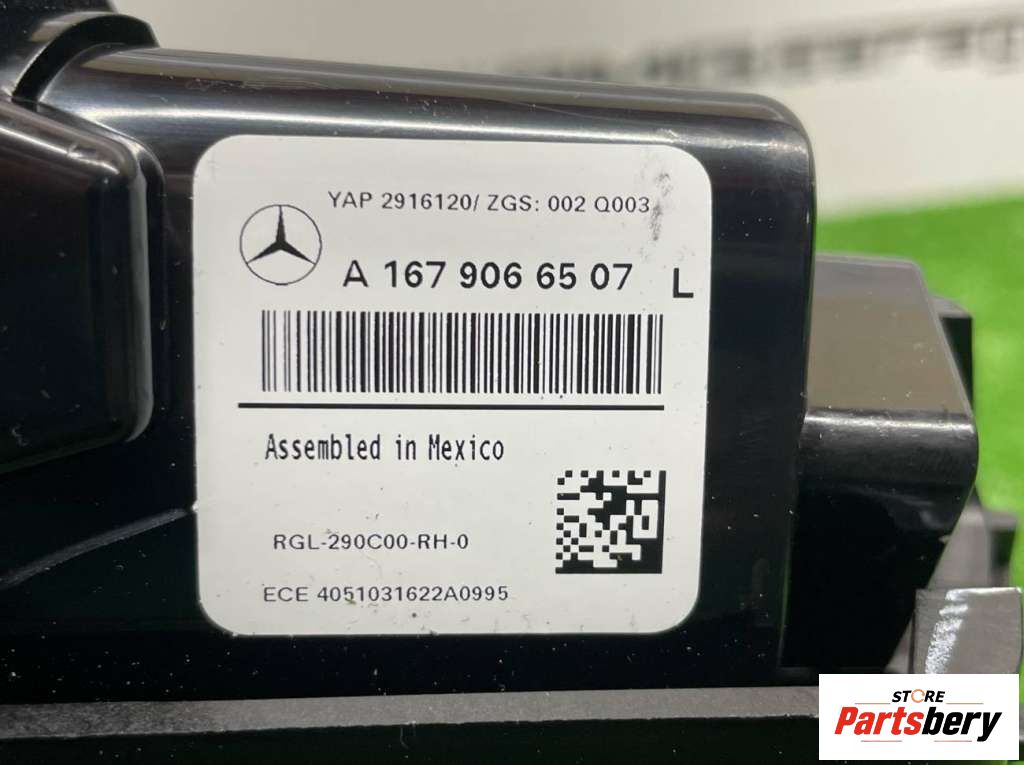 YAP 2916120/ ZGS: 002 Q003
A 167 906 65 07 L
Assembled in Mexico
RGL-290C00-RH-0
ECE 4051031622A0995
STORE
Partsbery